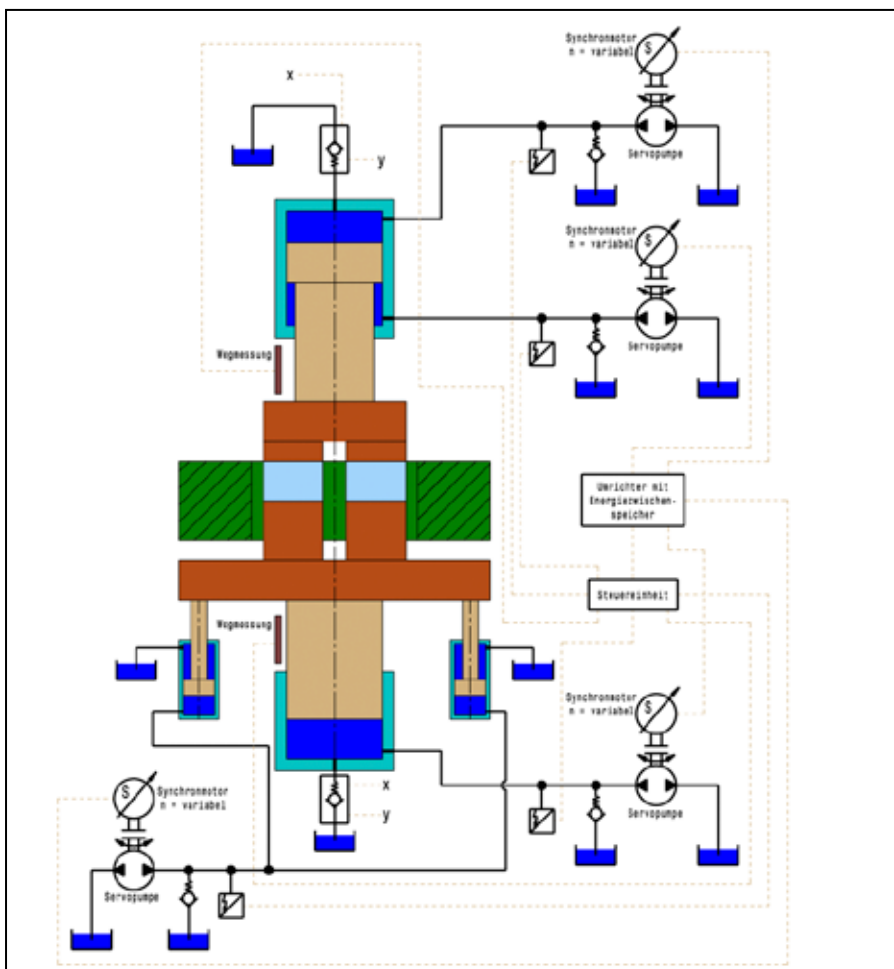 Synchronmotor
n = variabel
S
Servopumpe
x
y
Synchronmotor
n = variabel
S
Servopumpe
Wegmessung
Umrichter mit
Energiezwischen-
speicher
Steuereinheit
Wegmessung
Synchronmotor
n = variabel
S
Servopumpe
x
y
S
Synchronmotor
n = variabel
Servopumpe